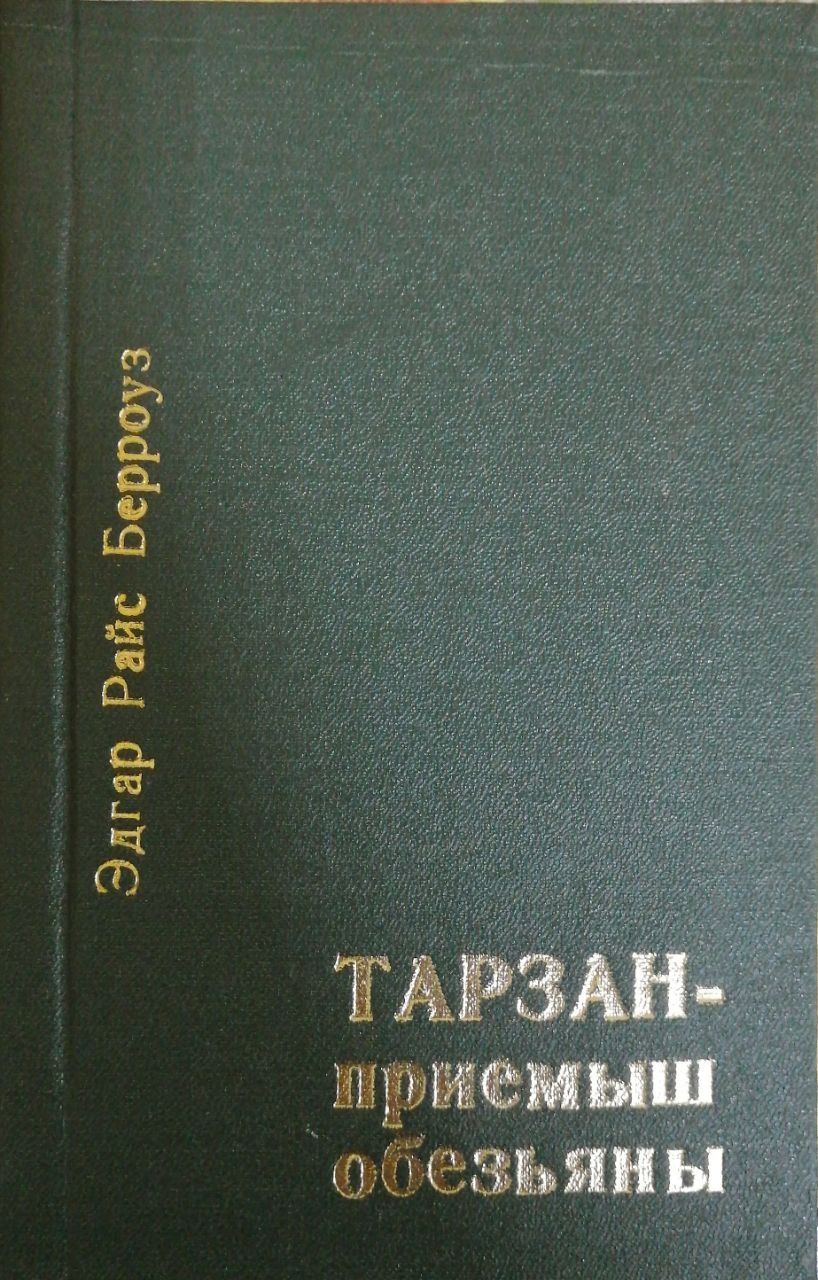 Эдгар Райс Берроуз
ТАРЗАН-
приемыш
обезьяны